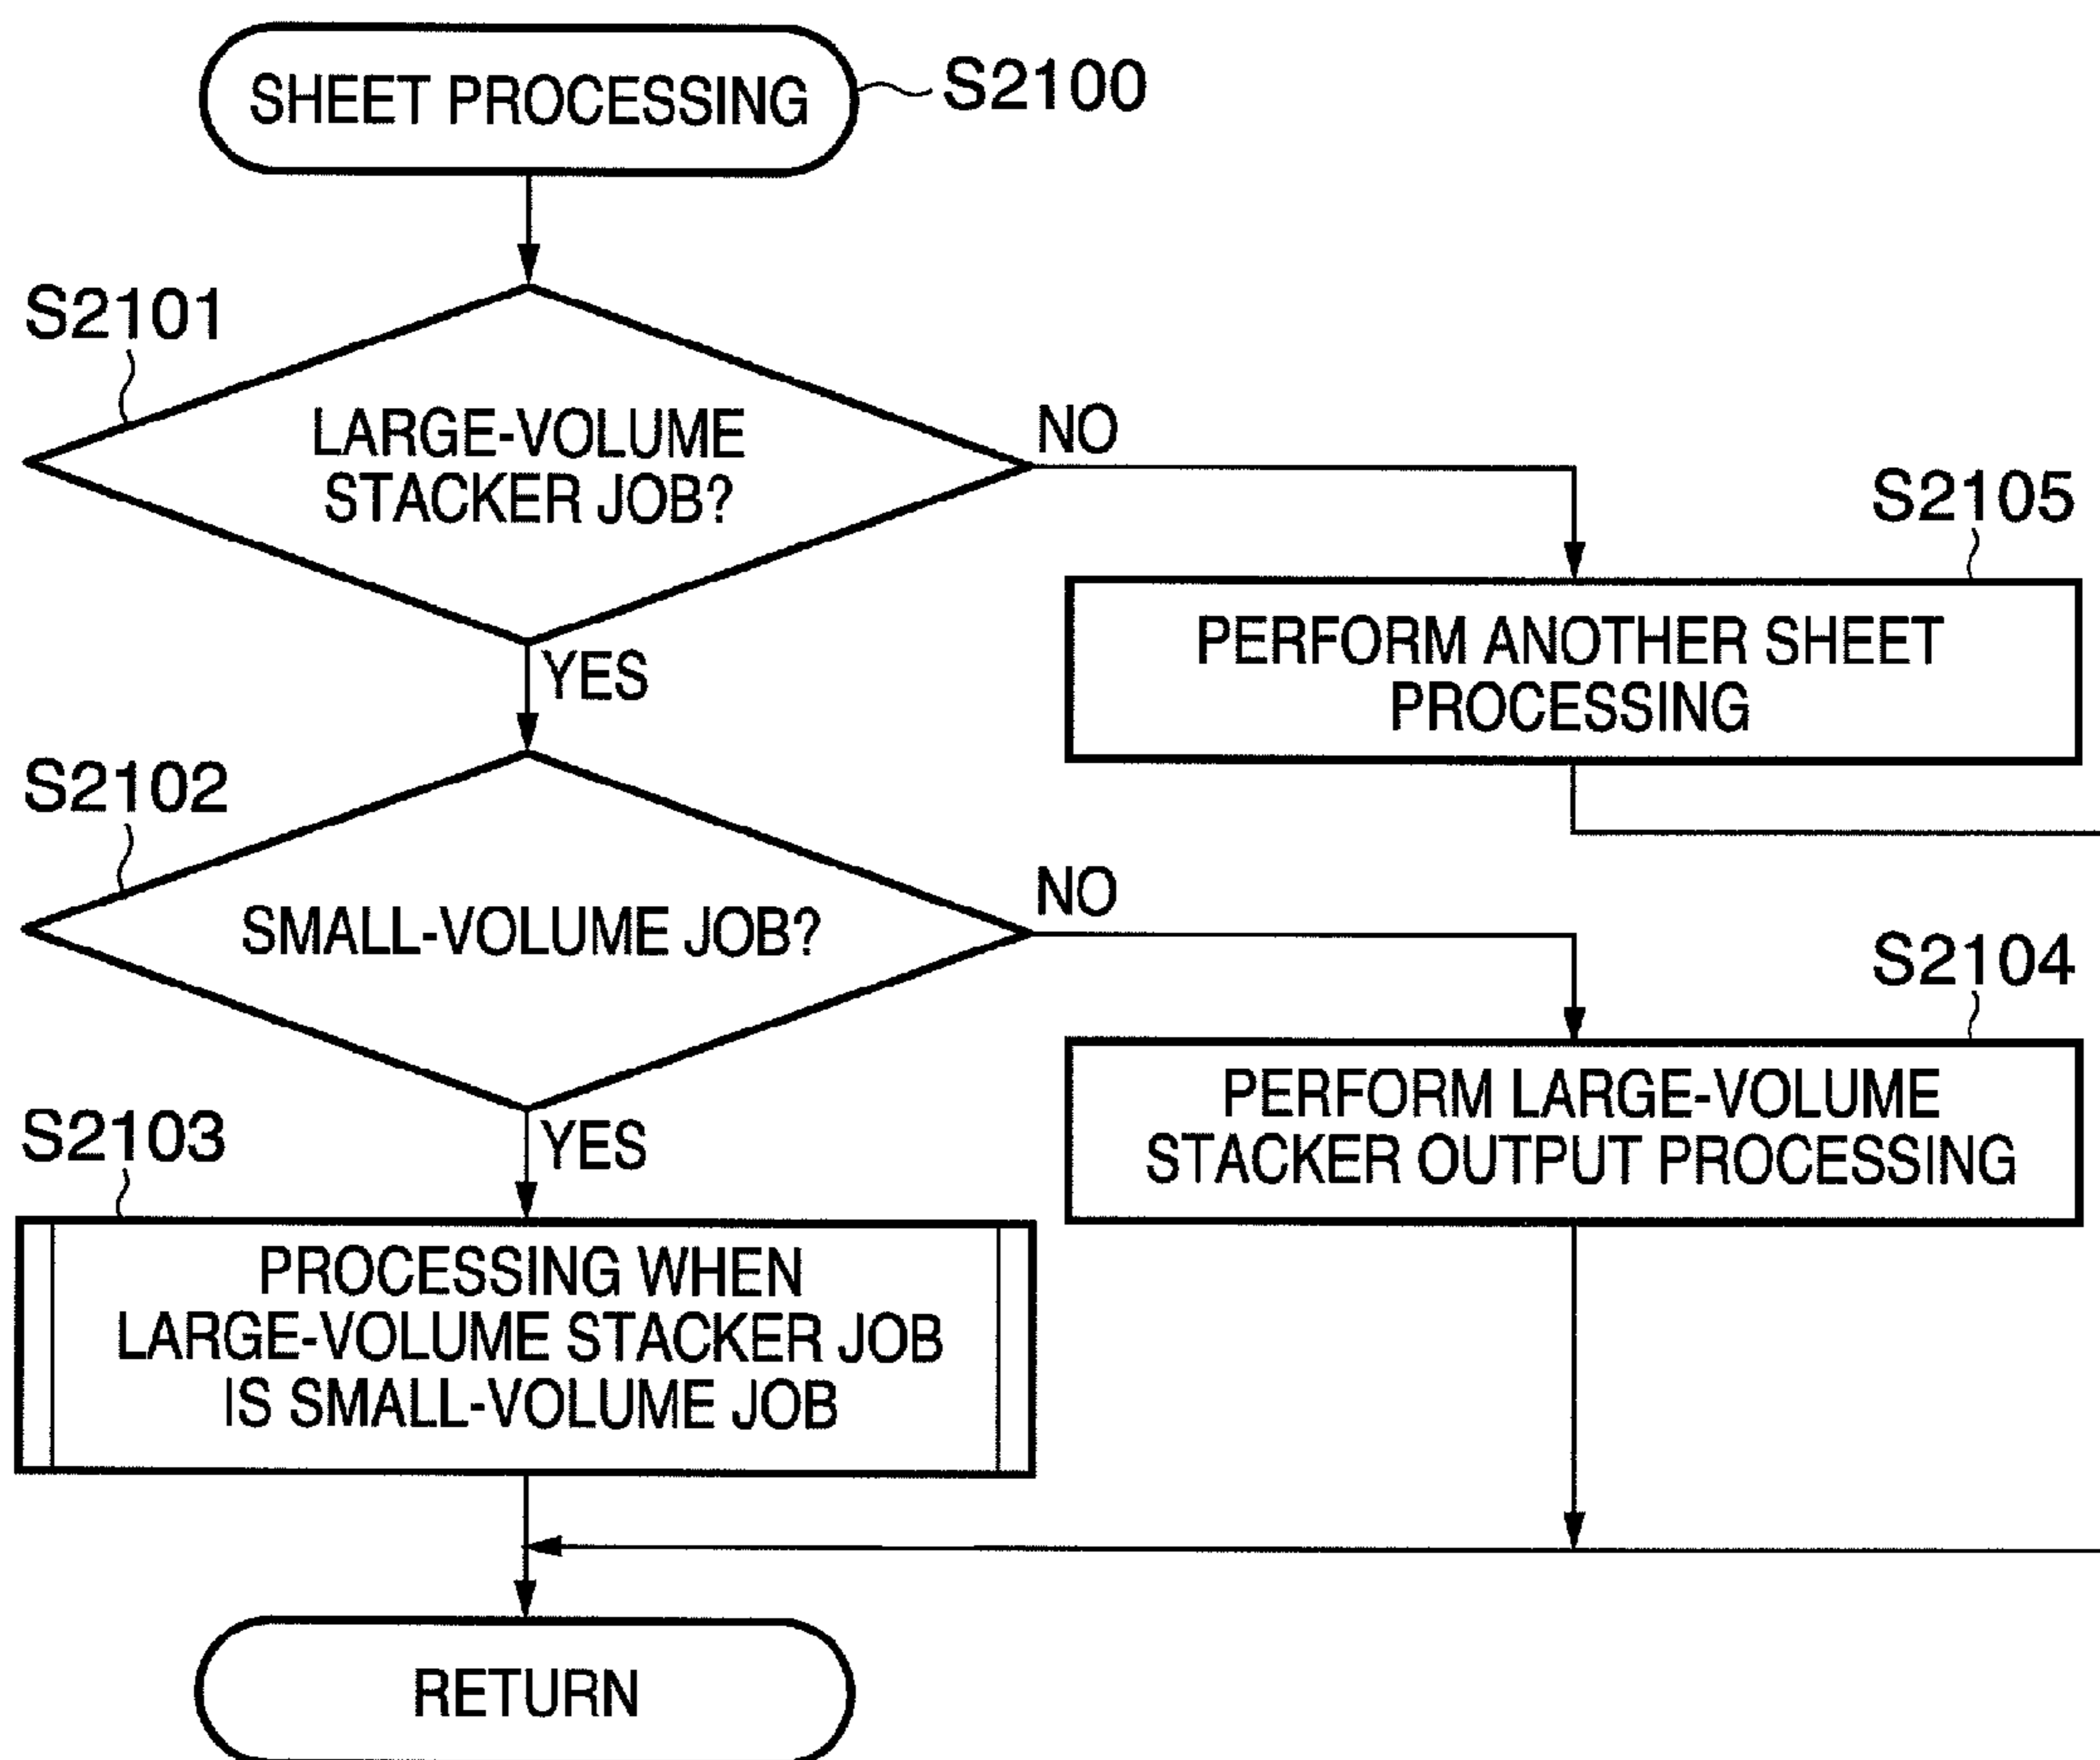 SHEET PROCESSING
S2100
S2101
LARGE-VOLUME
STACKER JOB?
NO
YES
S2105
PERFORM ANOTHER SHEET
PROCESSING
S2102
SMALL-VOLUME JOB?
NO
YES
S2104
PERFORM LARGE-VOLUME
STACKER OUTPUT PROCESSING
S2103
PROCESSING WHEN
LARGE-VOLUME STACKER JOB
IS SMALL-VOLUME JOB
RETURN